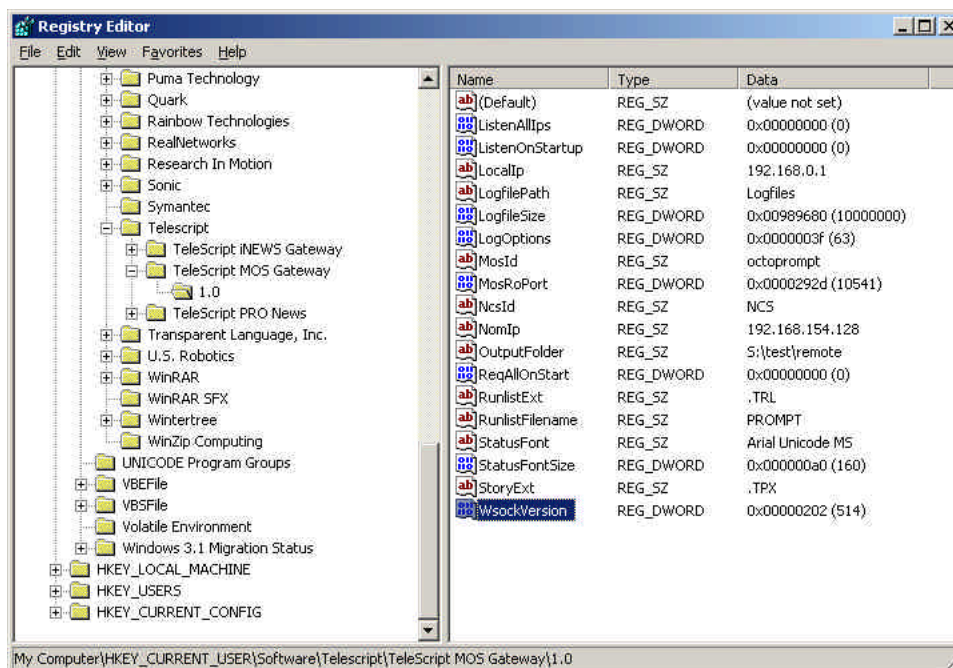 Registry Editor
File Edit View Favorites Help
Puma Technology
Quark
Rainbow Technologies
RealNetworks
Research In Motion
Sonic
Symantec
Telescript
TeleScript iNEWS Gateway
TeleScript MOS Gateway
1.0
TeleScript PRO News
Transparent Language, Inc.
U.S. Robotics
WinRAR
WinRAR SFX
Wintertree
WinZip Computing
UNICODE Program Groups
VBEFile
VBSFile
Volatile Environment
Windows 3.1 Migration Status
HKEY_LOCAL_MACHINE
HKEY_USERS
HKEY_CURRENT_CONFIG
Name Type Data
(Default) REG_SZ (value not set)
ListenAllIps REG_DWORD 0x00000000 (0)
ListenOnStartup REG_DWORD 0x00000000 (0)
LocalIp REG_SZ 192.168.0.1
LogfilePath REG_SZ Logfiles
LogfileSize REG_DWORD 0x00989680 (10000000)
LogOptions REG_DWORD 0x0000003f (63)
MosId REG_SZ octoprompt
MosRoPort REG_DWORD 0x0000292d (10541)
NcsId REG_SZ NCS
NomIp REG_SZ 192.168.154.128
OutputFolder REG_SZ S:\test\remote
ReqAllOnStart REG_DWORD 0x00000000 (0)
RunlistExt REG_SZ .TRL
RunlistFilename REG_SZ PROMPT
StatusFont REG_SZ Arial Unicode MS
StatusFontSize REG_DWORD 0x000000a0 (160)
StoryExt REG_SZ .TPX
WsockVersion REG_DWORD 0x00000202 (514)
My Computer\HKEY_CURRENT_USER\Software\Telescript\TeleScript MOS Gateway\1.0